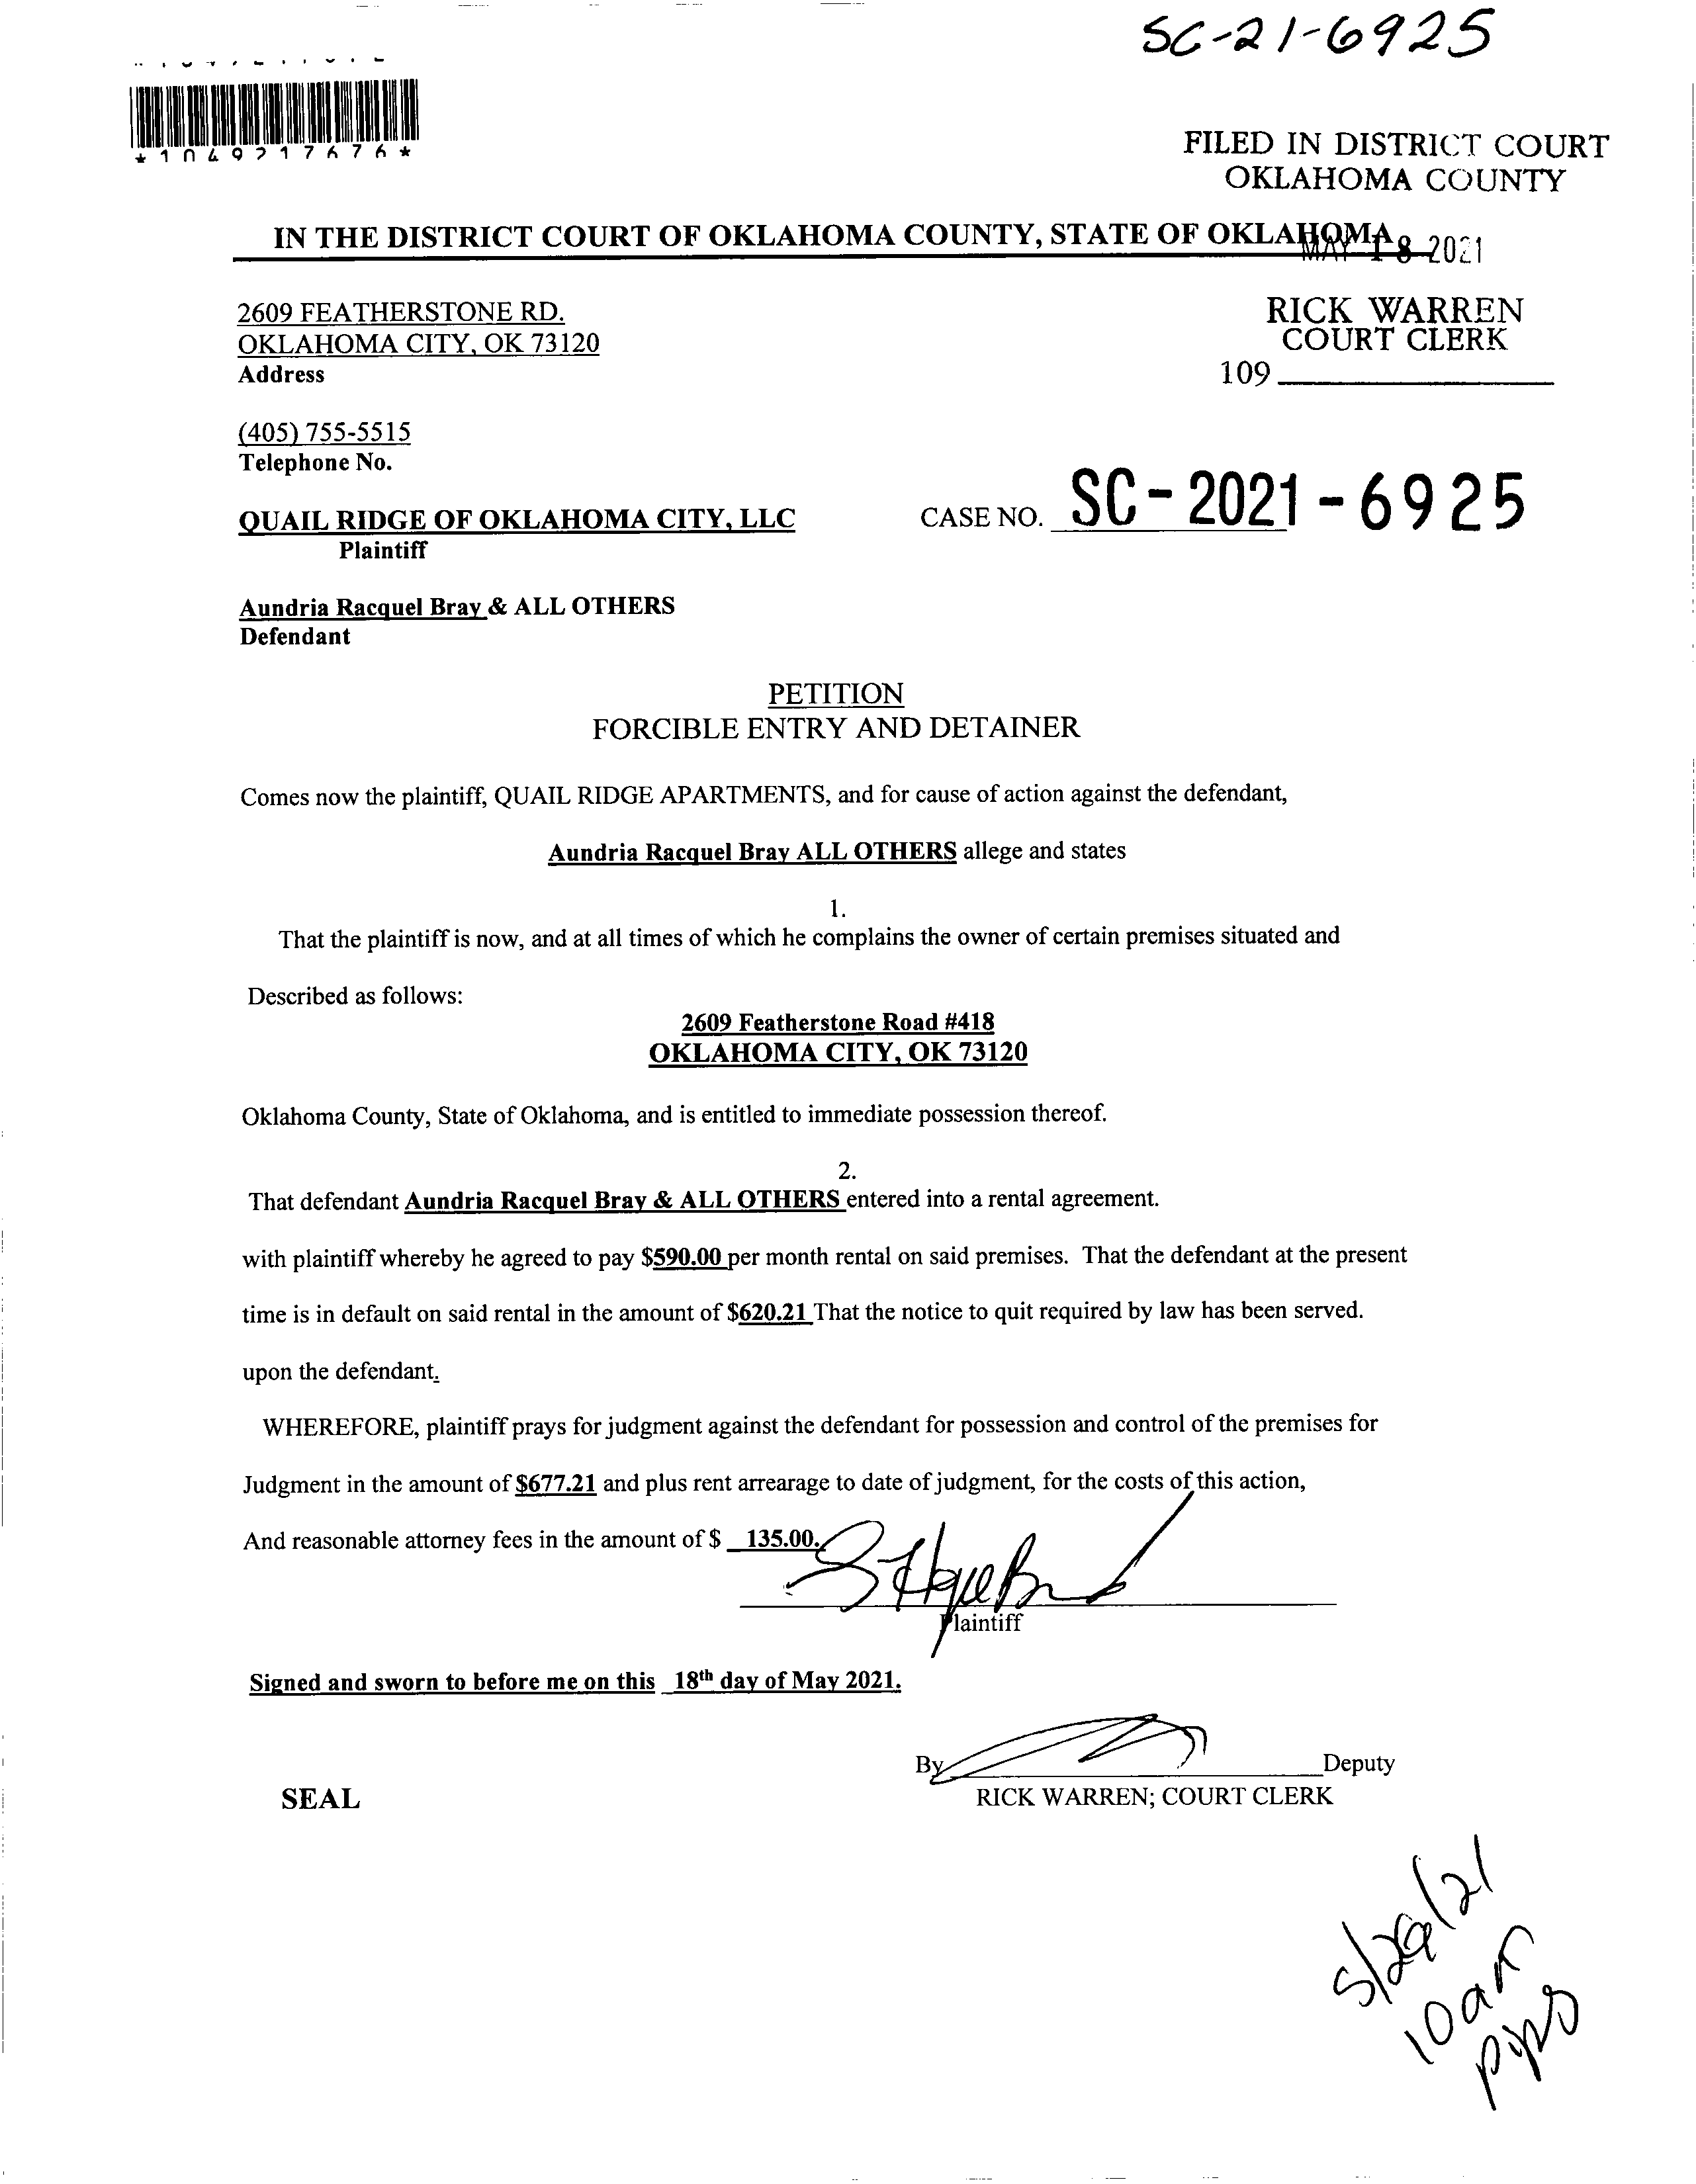 SC-21-6925
FILED IN DISTRICT COURT
OKLAHOMA COUNTY
IN THE DISTRICT COURT OF OKLAHOMA COUNTY, STATE OF OKLAHOMA
MAY 18 2021
2609 FEATHERSTONE RD.
OKLAHOMA CITY, OK 73120
Address
RICK WARREN
COURT CLERK
109
(405) 755-5515
Telephone No.
QUAIL RIDGE OF OKLAHOMA CITY, LLC
Plaintiff
CASE NO. SC-2021-6925
Aundria Racquel Bray & ALL OTHERS
Defendant
PETITION
FORCIBLE ENTRY AND DETAINER
Comes now the plaintiff, QUAIL RIDGE APARTMENTS, and for cause of action against the defendant,
Aundria Racquel Bray ALL OTHERS allege and states
1.
That the plaintiff is now, and at all times of which he complains the owner of certain premises situated and
Described as follows:
2609 Featherstone Road #418
OKLAHOMA CITY, OK 73120
Oklahoma County, State of Oklahoma, and is entitled to immediate possession thereof.
2.
That defendant Aundria Racquel Bray & ALL OTHERS entered into a rental agreement.
with plaintiff whereby he agreed to pay $590.00 per month rental on said premises. That the defendant at the present
time is in default on said rental in the amount of $620.21 That the notice to quit required by law has been served.
upon the defendant.
WHEREFORE, plaintiff prays for judgment against the defendant for possession and control of the premises for
Judgment in the amount of $677.21 and plus rent arrearage to date of judgment, for the costs of this action,
And reasonable attorney fees in the amount of $ 135.00.
Plaintiff
Signed and sworn to before me on this 18th day of May 2021.
By Deputy
RICK WARREN; COURT CLERK
SEAL
10am